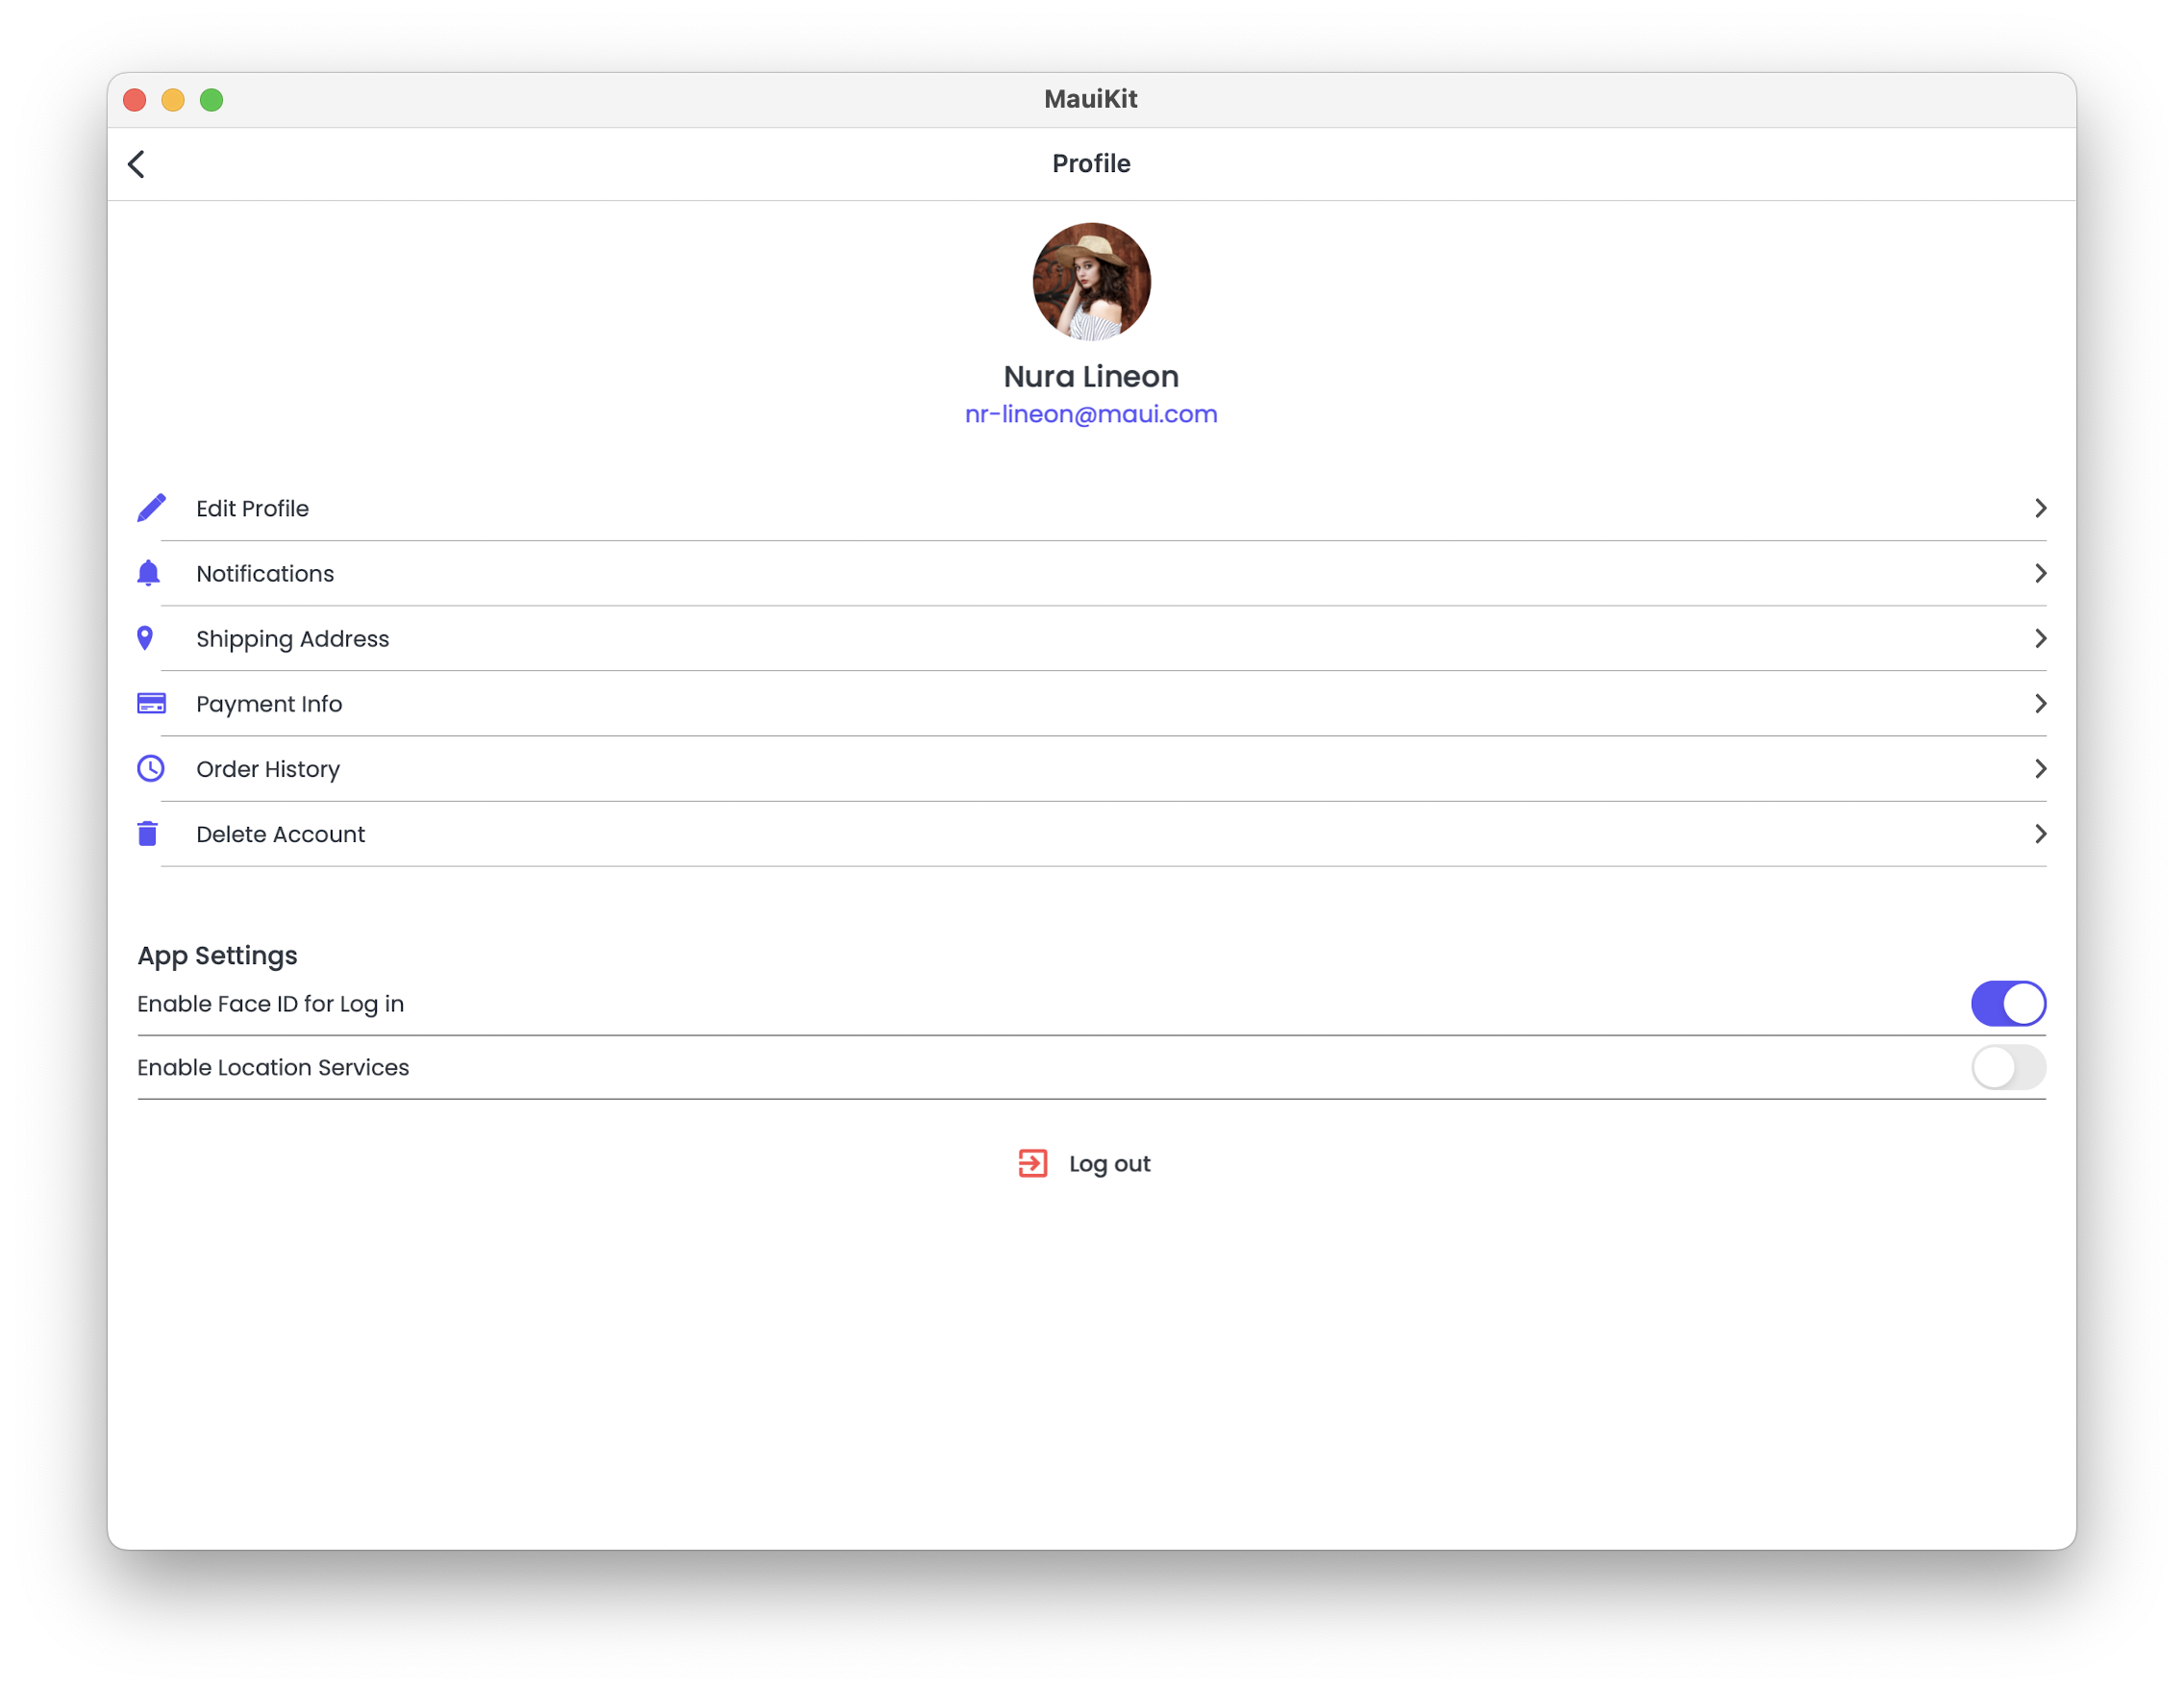 MauiKit
Profile
Nura Lineon
nr-lineon@maui.com
Edit Profile
Notifications
Shipping Address
Payment Info
Order History
Delete Account
App Settings
Enable Face ID for Log in
Enable Location Services
Log out